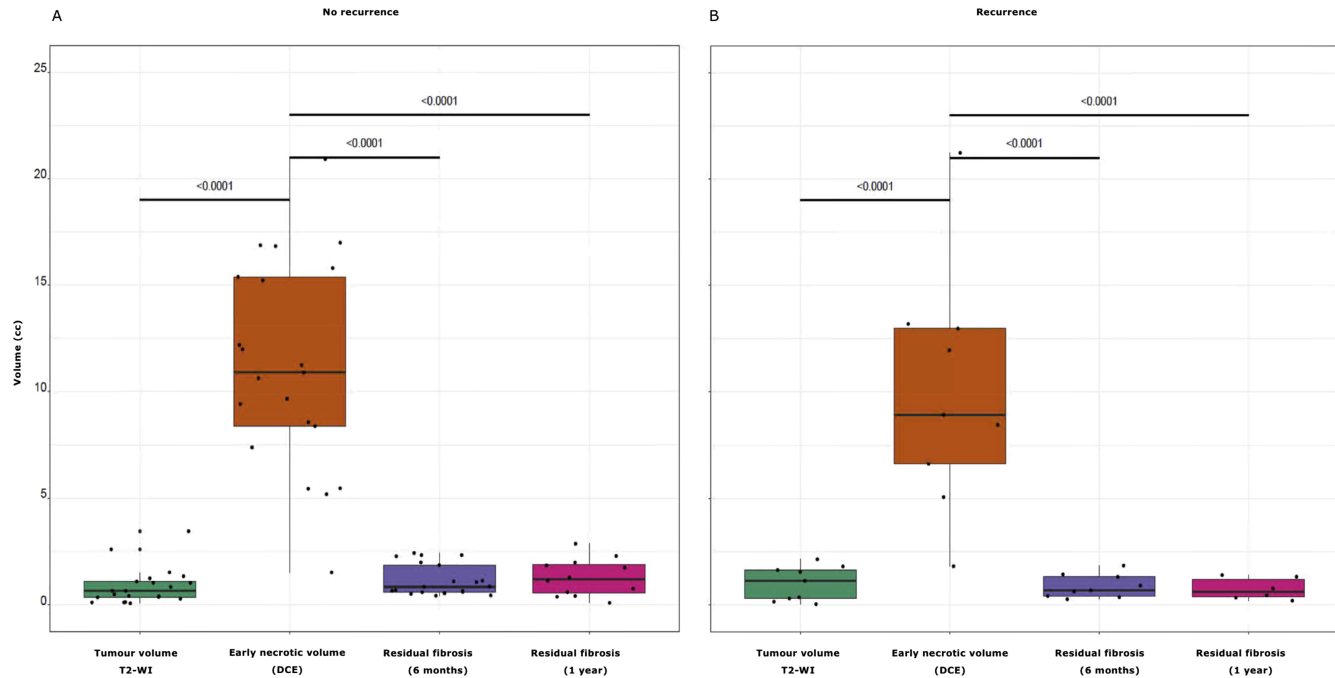 A
No recurrence
B
Recurrence
25
20
15
10
5
0
Volume (cc)
<0.0001
<0.0001
<0.0001
<0.0001
<0.0001
<0.0001
Tumour volume
T2-WI
Early necrotic volume
(DCE)
Residual fibrosis
(6 months)
Residual fibrosis
(1 year)
Tumour volume
T2-WI
Early necrotic volume
(DCE)
Residual fibrosis
(6 months)
Residual fibrosis
(1 year)